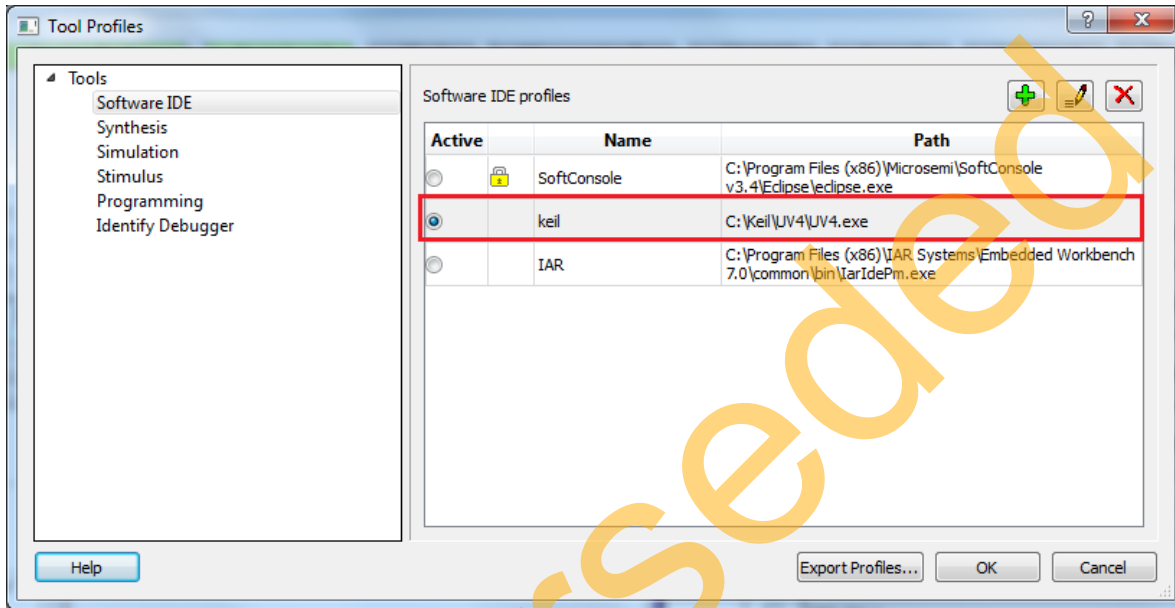 Tool Profiles
Tools
Software IDE
Synthesis
Simulation
Stimulus
Programming
Identify Debugger
Software IDE profiles
Active Name Path
SoftConsole C:\Program Files (x86)\Microsemi\SoftConsole
v3.4\Eclipse\eclipse.exe
keil C:\Keil\UV4\UV4.exe
IAR C:\Program Files (x86)\IAR Systems\Embedded Workbench
7.0\common\bin\IarIdePm.exe
Help Export Profiles... OK Cancel
seded